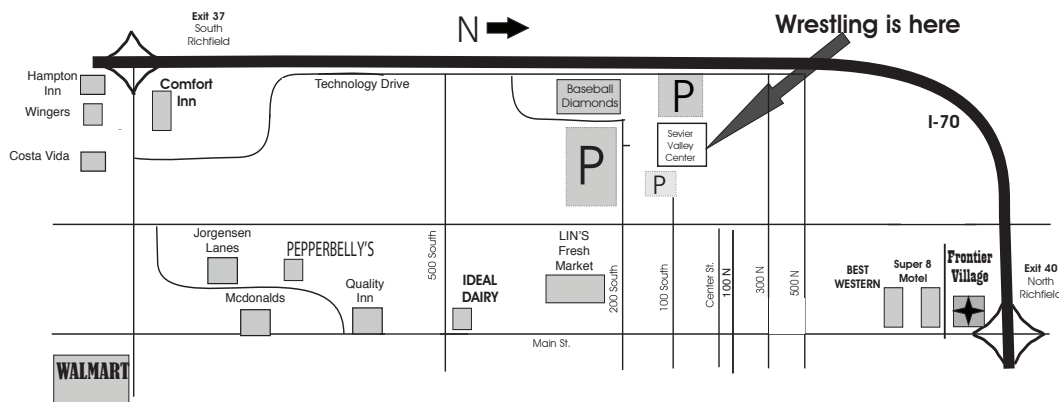 Exit 37
South
Richfield
N
Wrestling is here
Hampton
Inn
Comfort
Inn
Wingers
Technology Drive
Baseball
Diamonds
P
I-70
Sevier
Valley
Center
Costa Vida
P
P
Jorgensen
Lanes
PEPPERBELLY'S
500 South
LIN'S
Fresh
Market
200 South
100 South
Center St.
100 N
300 N
500 N
BEST
WESTERN
Super 8
Motel
Frontier
Village
Exit 40
North
Richfield
Mcdonalds
Quality
Inn
IDEAL
DAIRY
Main St.
WALMART